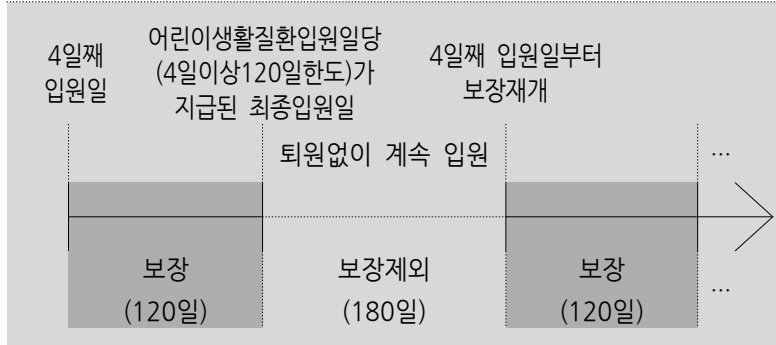 4일째
입원일
어린이생활질환입원일당
(4일이상120일한도)가
지급된 최종입원일
4일째 입원일부터
보장재개
퇴원없이 계속 입원
…
보장
(120일)
보장제외
(180일)
보장
(120일)
…